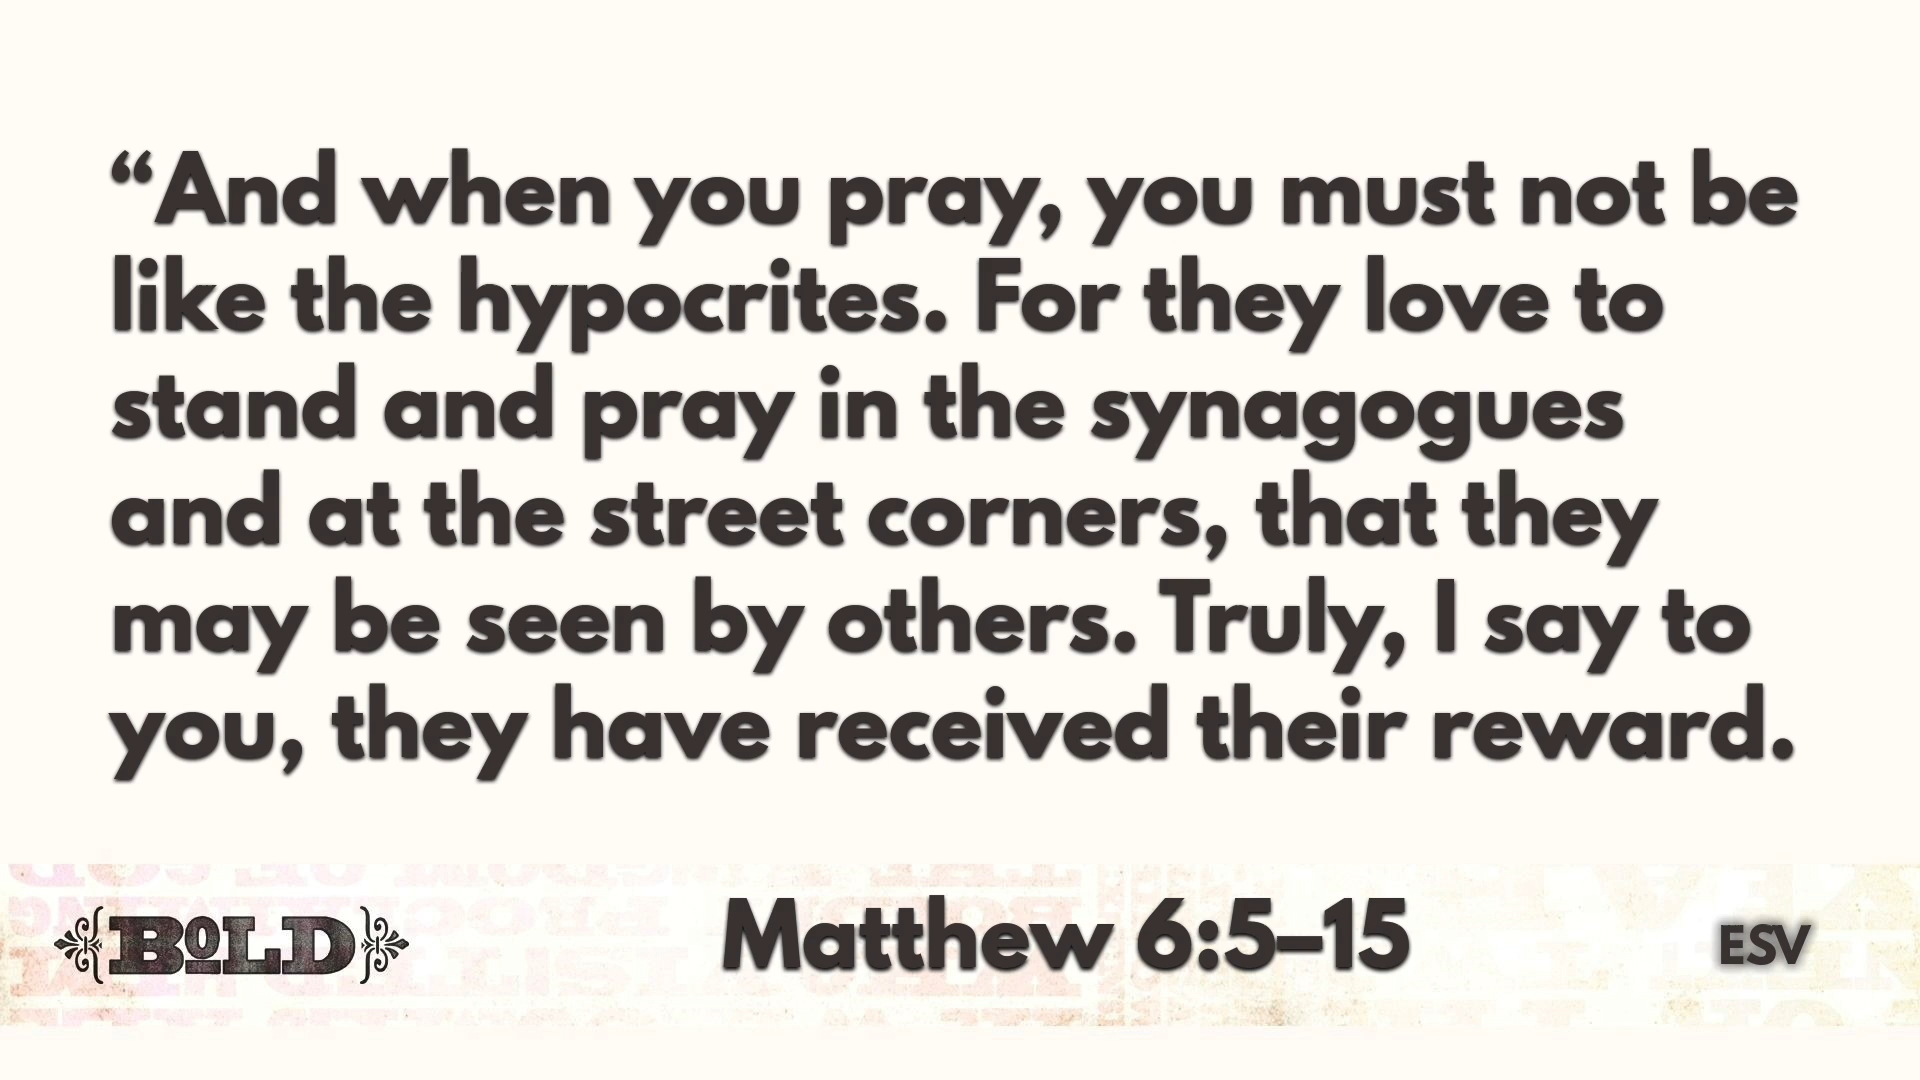 “And when you pray, you must not be
like the hypocrites. For they love to
stand and pray in the synagogues
and at the street corners, that they
may be seen by others. Truly, I say to
you, they have received their reward.
BOLD
Matthew 6:5–15
ESV